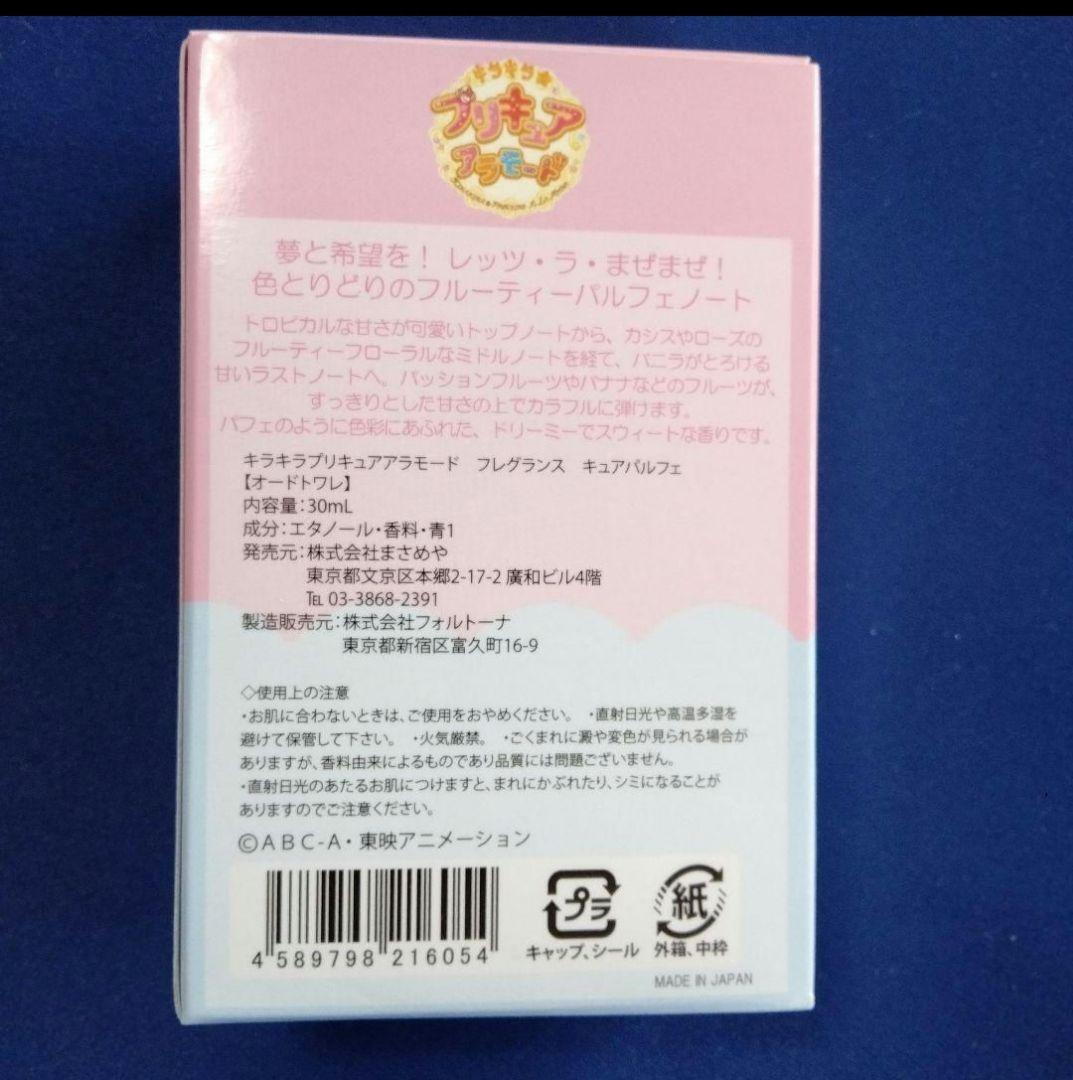 キラキラ★
プリキュア
アラモード
夢と希望を！レッツ・ラ・まぜまぜ！
色とりどりのフルーティーパルフェノート
トロピカルな甘さが可愛いトップノートから、カシスやローズの
フルーティーフローラルなミドルノートを経て、バニラがとろける
甘いラストノートへ。パッションフルーツやバナナなどのフルーツが、
すっきりとした甘さの上でカラフルに弾けます。
パフェのように色彩にあふれた、ドリーミーでスウィートな香りです。
キラキラプリキュアアラモード　フレグランス　キュアパルフェ
【オードトワレ】
内容量：30mL
成分：エタノール・香料・青1
発売元：株式会社まさめや
東京都文京区本郷2-17-2 廣和ビル4階
℡ 03-3868-2391
製造販売元：株式会社フォルトーナ
東京都新宿区富久町16-9
◇使用上の注意
・お肌に合わないときは、ご使用をおやめください。　・直射日光や高温多湿を
避けて保管して下さい。　・火気厳禁。　・ごくまれに澱や変色が見られる場合が
ありますが、香料由来によるものであり品質には問題ございません。
・直射日光のあたるお肌につけますと、まれにかぶれたり、シミになることが
ありますのでご注意ください。
©ＡＢＣ-Ａ・東映アニメーション
4 589798 216054
プラ
キャップ、シール
紙
外箱、中枠
MADE IN JAPAN